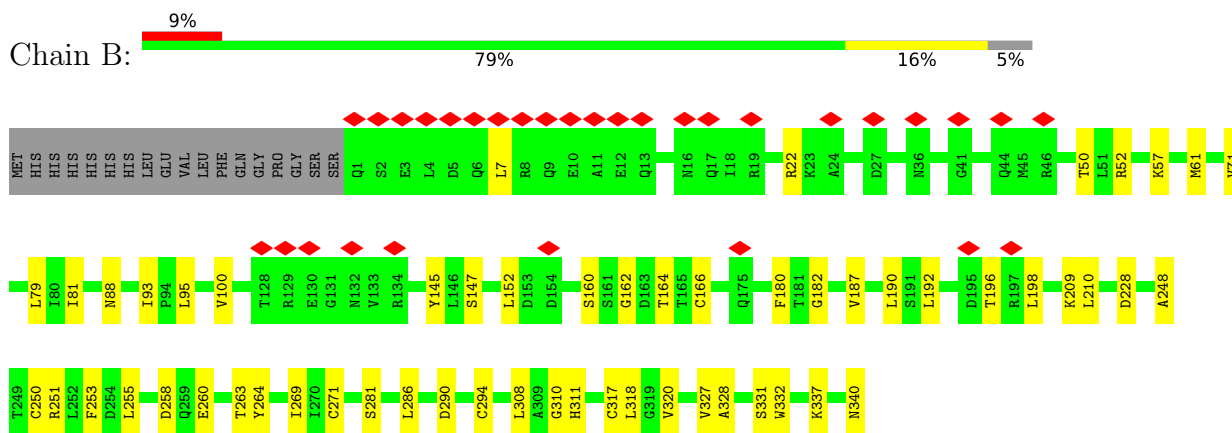 9%
Chain B:
79% 16% 5%
MET HIS HIS HIS HIS HIS HIS LEU GLU VAL LEU PHE GLN GLY PRO GLY SER SER Q1 S2 E3 L4 D5 Q6 L7 R8 Q9 E10 A11 E12 Q13 N16 Q17 I18 R19 R22 K23 A24 D27 N36 G41 Q44 M45 R46 T50 L51 R52 K57 M61 V71
L79 I80 I81 N88 I93 P94 L95 V100 T128 R129 E130 G131 N132 V133 R134 Y145 L146 S147 L152 D153 D154 S160 S161 G162 D163 T164 T165 G166 Q175 F180 T181 G182 V187 L190 S191 L192 D195 T196 R197 L198 K209 L210 D228 A248
T249 C250 R251 L252 F253 D254 L255 D258 Q259 E260 T263 Y264 I269 I270 C271 S281 L286 D290 C294 L308 A309 G310 H311 C317 L318 G319 V320 V327 A328 S331 W332 K337 N340